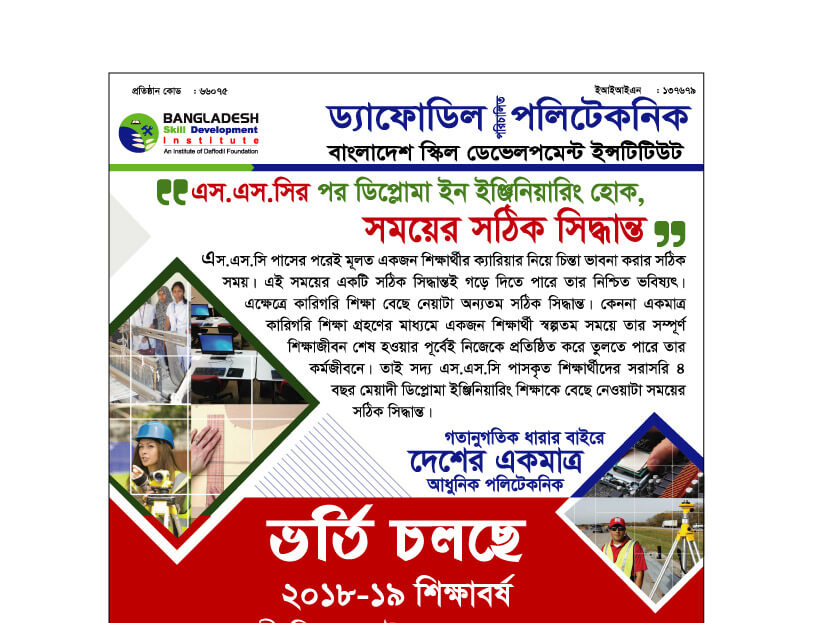 প্রতিষ্ঠান কোড : ৬৬০৭৫
ইআইআইএন : ১৩৭৬৭৯
BANGLADESH
Skill Development
Institute
An Institute of Daffodil Foundation
ড্যাফোডিল পরিচালিত পলিটেকনিক
বাংলাদেশ স্কিল ডেভেলপমেন্ট ইন্সটিটিউট
এস.এস.সির পর ডিপ্লোমা ইন ইঞ্জিনিয়ারিং হোক,
সময়ের সঠিক সিদ্ধান্ত
এস.এস.সি পাসের পরেই মূলত একজন শিক্ষার্থীর ক্যারিয়ার নিয়ে চিন্তা ভাবনা করার সঠিক
সময়। এই সময়ের একটি সঠিক সিদ্ধান্তই গড়ে দিতে পারে তার নিশ্চিত ভবিষ্যৎ।
এক্ষেত্রে কারিগরি শিক্ষা বেছে নেয়াটা অন্যতম সঠিক সিদ্ধান্ত। কেননা একমাত্র
কারিগরি শিক্ষা গ্রহণের মাধ্যমে একজন শিক্ষার্থী স্বল্পতম সময়ে তার সম্পূর্ণ
শিক্ষাজীবন শেষ হওয়ার পূর্বেই নিজেকে প্রতিষ্ঠিত করে তুলতে পারে তার
কর্মজীবনে। তাই সদ্য এস.এস.সি পাসকৃত শিক্ষার্থীদের সরাসরি ৪
বছর মেয়াদী ডিপ্লোমা ইঞ্জিনিয়ারিং শিক্ষাকে বেছে নেওয়াটা সময়ের
সঠিক সিদ্ধান্ত।
গতানুগতিক ধারার বাইরে
দেশের একমাত্র
আধুনিক পলিটেকনিক
ভর্তি চলছে
২০১৮-১৯ শিক্ষাবর্ষ